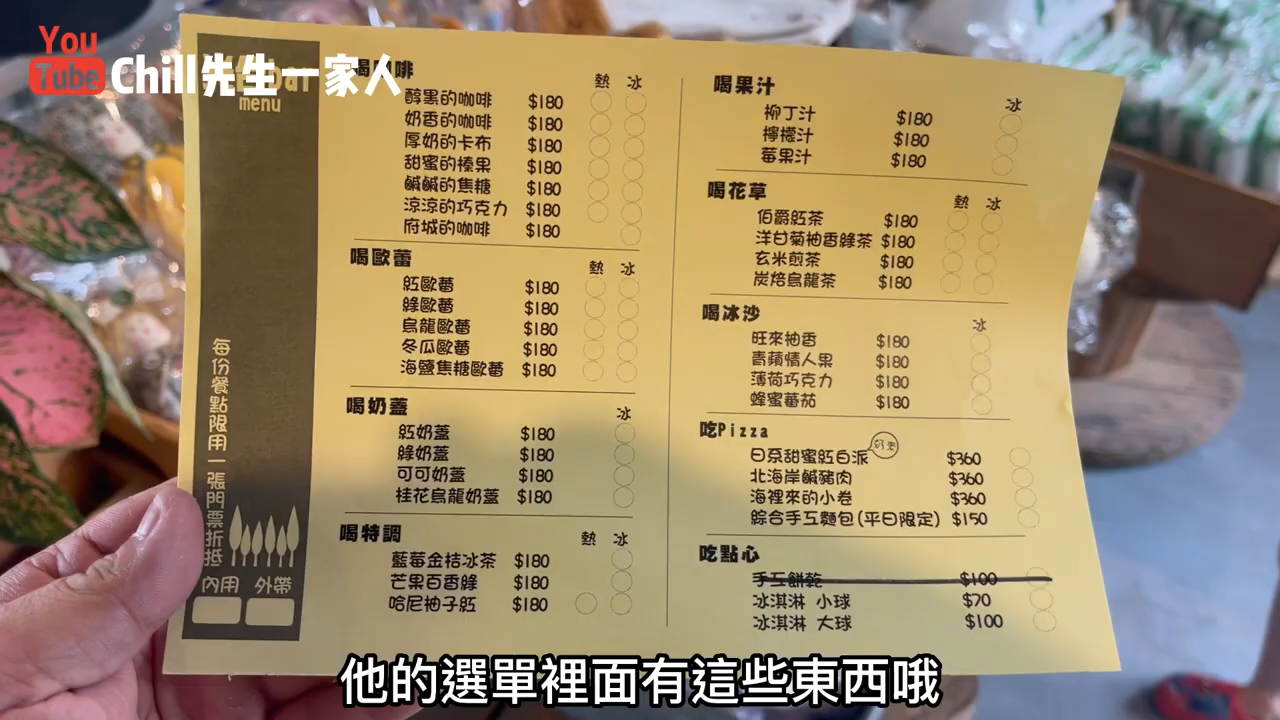 You
Tube Chill先生一家人
menu
每份餐點限用一張門票折抵
內用 外帶
熱 冰
醇黑的咖啡 $180
奶香的咖啡 $180
厚奶的卡布 $180
甜蜜的榛果 $180
鹹鹹的焦糖 $180
涼涼的巧克力 $180
府城的咖啡 $180
喝歐蕾 熱 冰
紅歐蕾 $180
綠歐蕾 $180
烏龍歐蕾 $180
冬瓜歐蕾 $180
海鹽焦糖歐蕾 $180
喝奶蓋 冰
紅奶蓋 $180
綠奶蓋 $180
可可奶蓋 $180
桂花烏龍奶蓋 $180
喝特調 熱 冰
藍莓金桔冰茶 $180
芒果百香綠 $180
哈尼柚子紅 $180
喝果汁 冰
柳丁汁 $180
檸檬汁 $180
莓果汁 $180
喝花草 熱 冰
伯爵紅茶 $180
洋甘菊柚香綠茶 $180
玄米煎茶 $180
炭焙烏龍茶 $180
喝冰沙 冰
旺來柚香 $180
青蘋情人果 $180
薄荷巧克力 $180
蜂蜜蕃茄 $180
吃Pizza
日奈甜蜜紅白派 $360
北海岸鹹豬肉 $360
海裡來的小卷 $360
綜合手工麵包(平日限定) $150
吃點心
手工餅乾 $100
冰淇淋 小球 $70
冰淇淋 大球 $100
他的選單裡面有這些東西哦